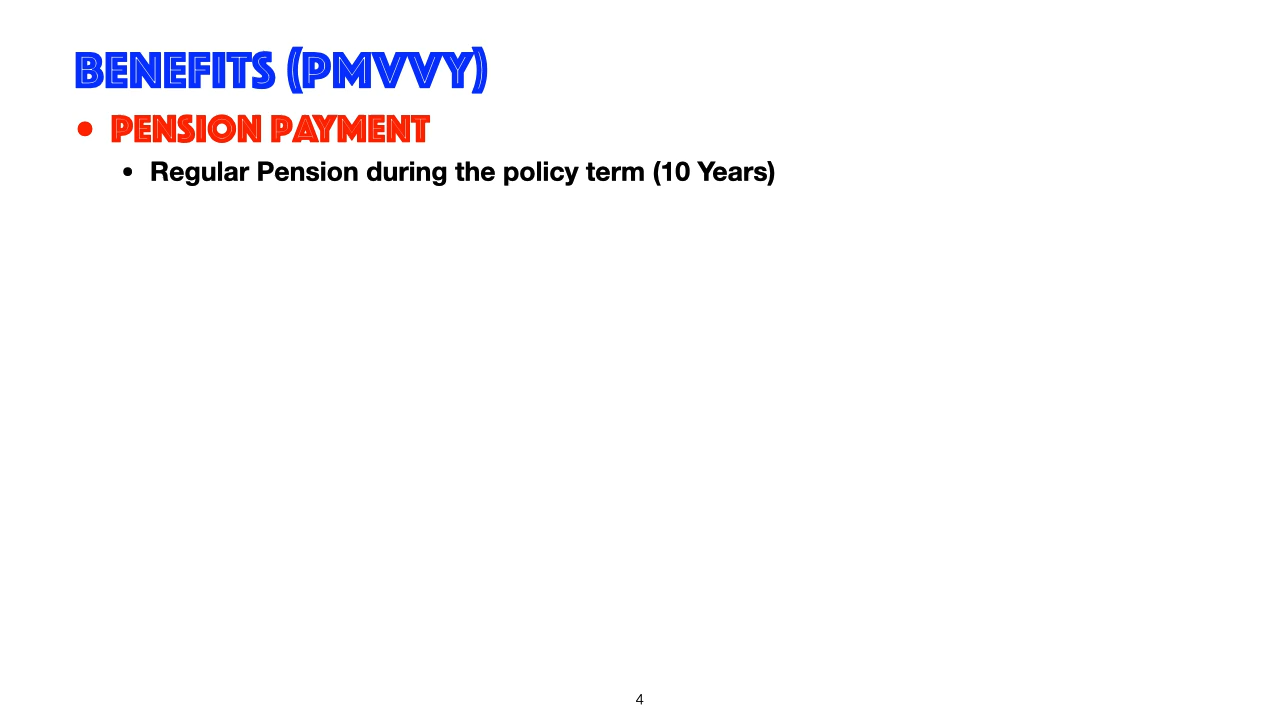 BENEFITS (PMVVY)
• PENSION PAYMENT
• Regular Pension during the policy term (10 Years)
4